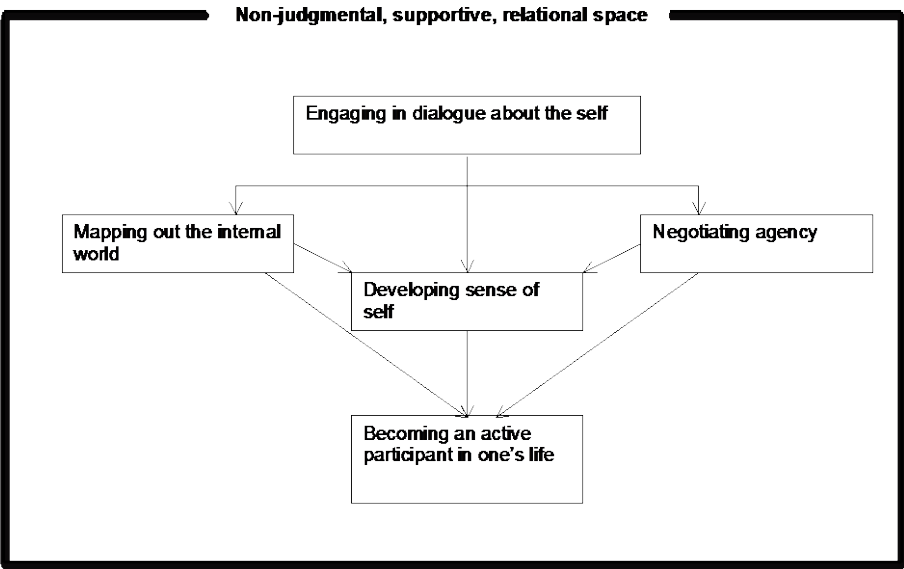 Non-judgmental, supportive, relational space
Engaging in dialogue about the self
Mapping out the internal
world
Negotiating agency
Developing sense of
self
Becoming an active
participant in one's life